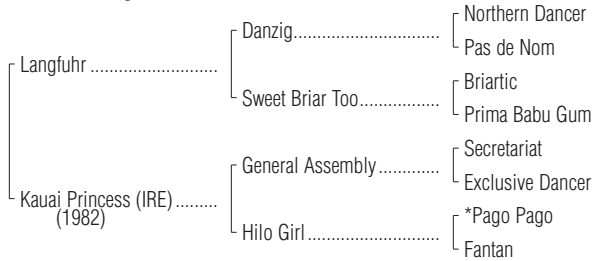 Northern Dancer
Danzig..................................
Pas de Nom
Langfuhr ..........................
Briartic
Sweet Briar Too..................
Prima Babu Gum
Secretariat
General Assembly..............
Exclusive Dancer
Kauai Princess (IRE) .........
(1982)
*Pago Pago
Hilo Girl..............................
Fantan